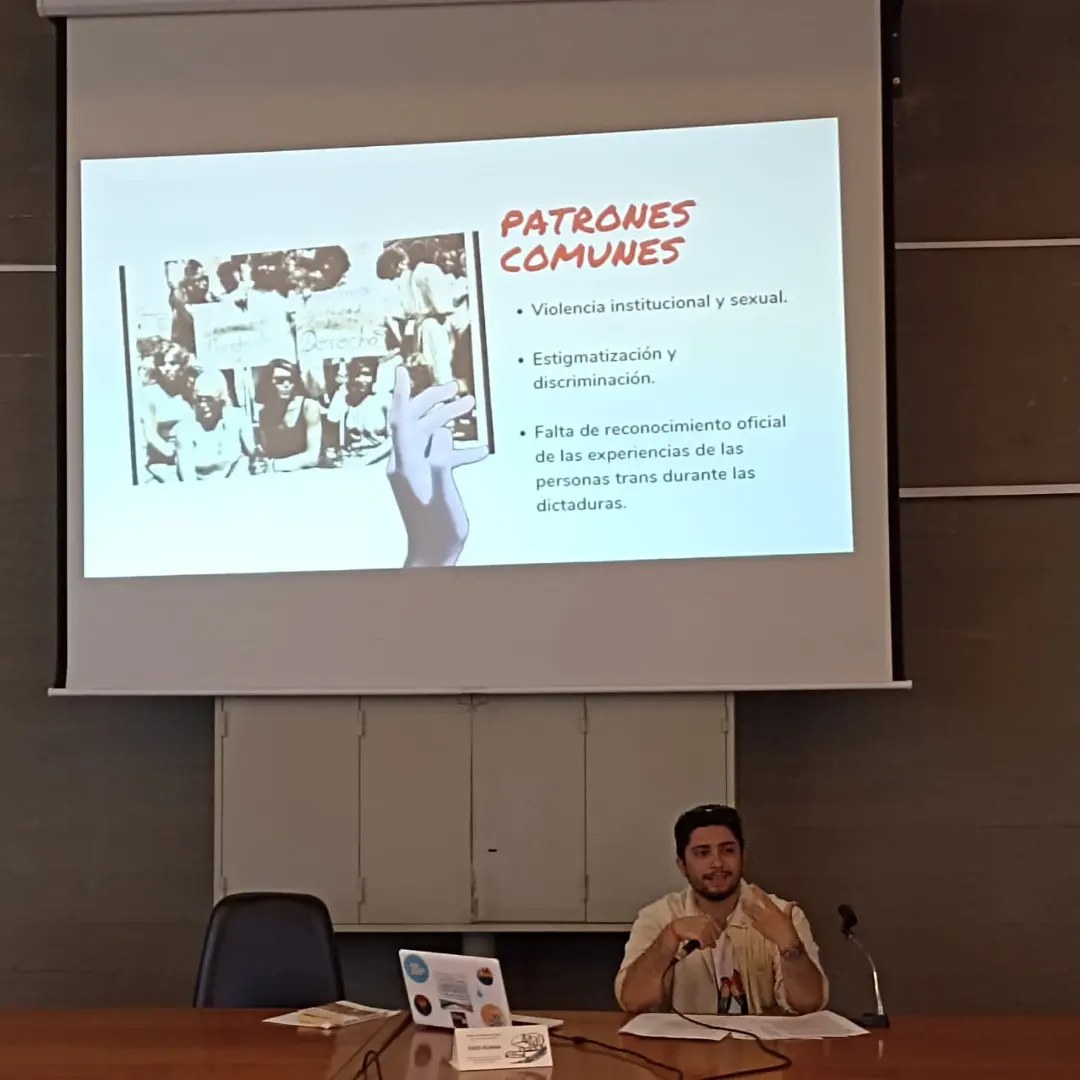 PATRONES
COMUNES
• Violencia institucional y sexual.
• Estigmatización y
discriminación.
• Falta de reconocimiento oficial
de las experiencias de las
personas trans durante las
dictaduras.
Derecho